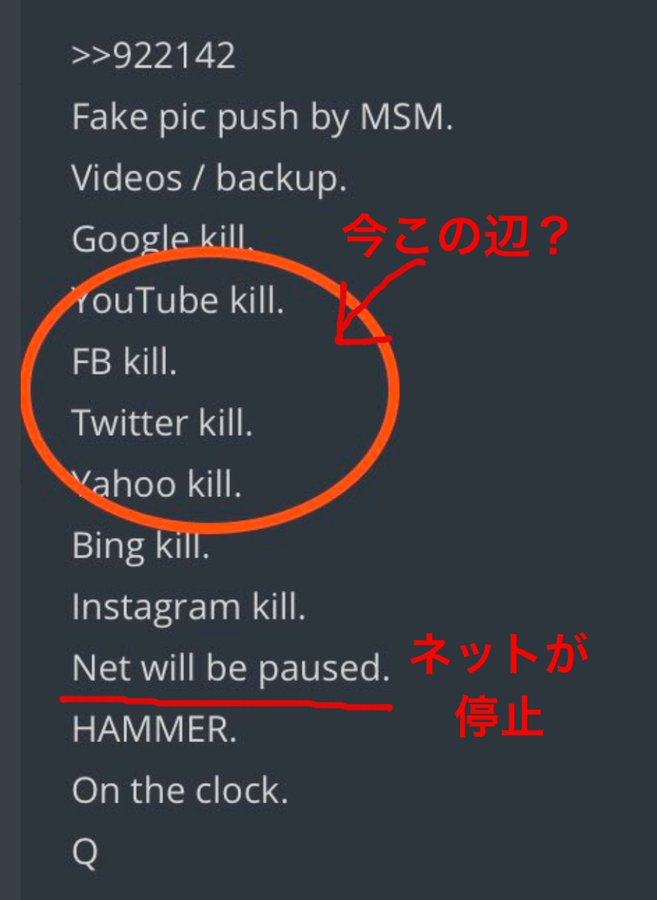 >>922142
Fake pic push by MSM.
Videos / backup.
Google kill.
今この辺？
YouTube kill.
FB kill.
Twitter kill.
Yahoo kill.
Bing kill.
Instagram kill.
Net will be paused.
ネットが
停止
HAMMER.
On the clock.
Q